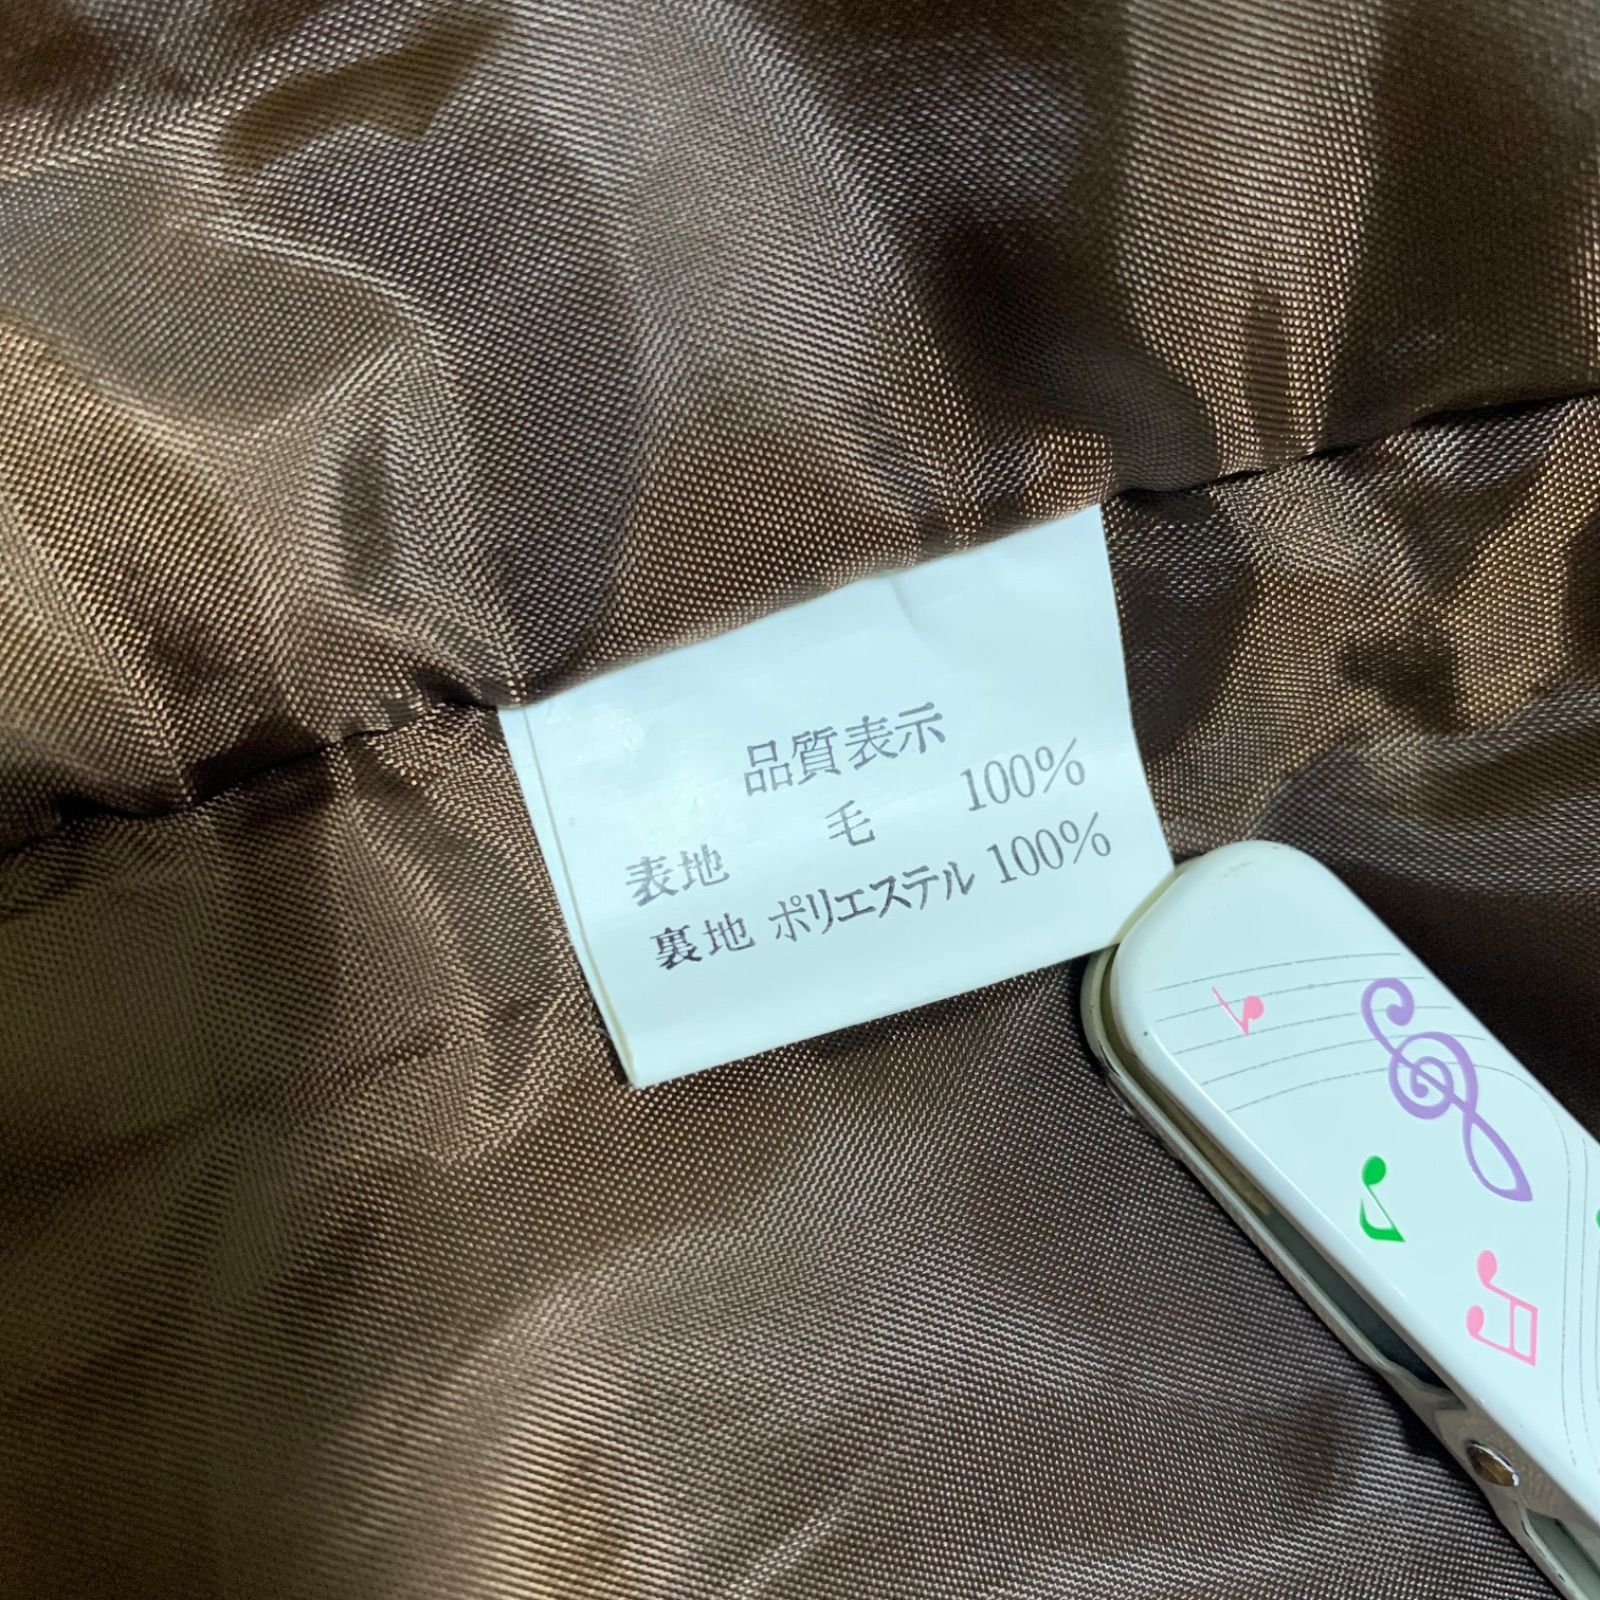 品質表示
表地 毛 100%
裏地 ポリエステル 100%